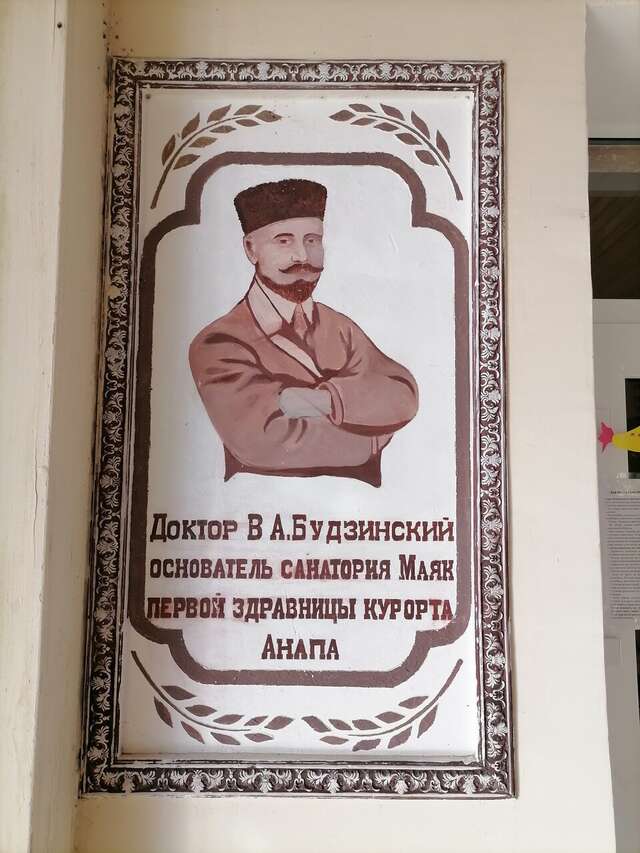 Доктор В А.Будзинский
основатель санатория Маяк
первой здравницы курорта
Анапа